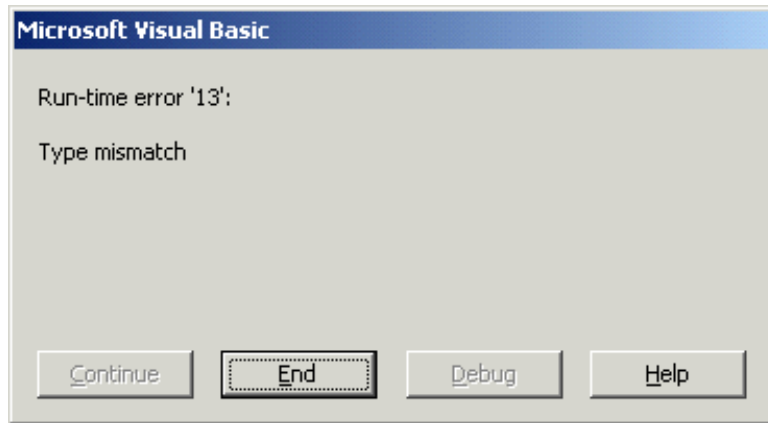 Microsoft Visual Basic
Run-time error '13':
Type mismatch
Continue End Debug Help